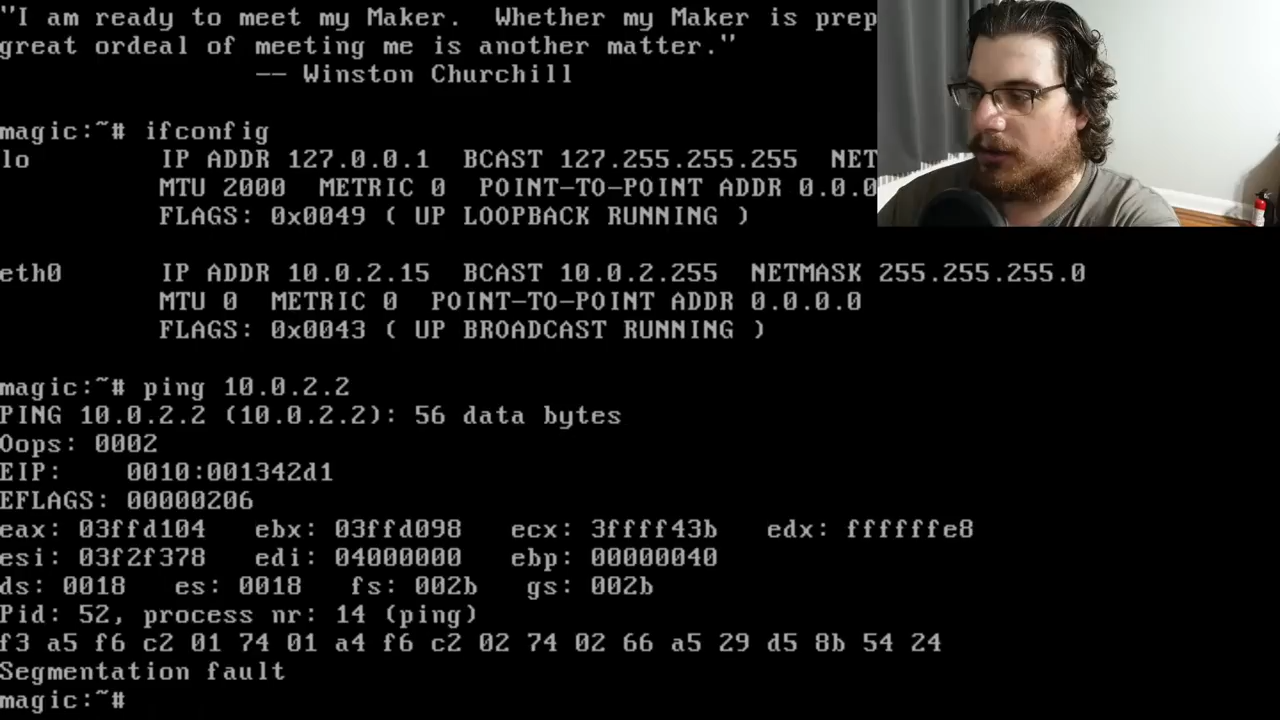 "I am ready to meet my Maker. Whether my Maker is prep
great ordeal of meeting me is another matter."
-- Winston Churchill
magic:~# ifconfig
lo IP ADDR 127.0.0.1 BCAST 127.255.255.255 NET
MTU 2000 METRIC 0 POINT-TO-POINT ADDR 0.0.0
FLAGS: 0x0049 ( UP LOOPBACK RUNNING )
eth0 IP ADDR 10.0.2.15 BCAST 10.0.2.255 NETMASK 255.255.255.0
MTU 0 METRIC 0 POINT-TO-POINT ADDR 0.0.0.0
FLAGS: 0x0043 ( UP BROADCAST RUNNING )
magic:~# ping 10.0.2.2
PING 10.0.2.2 (10.0.2.2): 56 data bytes
Oops: 0002
EIP: 0010:001342d1
EFLAGS: 00000206
eax: 03ffd104 ebx: 03ffd098 ecx: 3ffff43b edx: ffffffe8
esi: 03f2f378 edi: 04000000 ebp: 00000040
ds: 0018 es: 0018 fs: 002b gs: 002b
Pid: 52, process nr: 14 (ping)
f3 a5 f6 c2 01 74 01 a4 f6 c2 02 74 02 66 a5 29 d5 8b 54 24
Segmentation fault
magic:~#